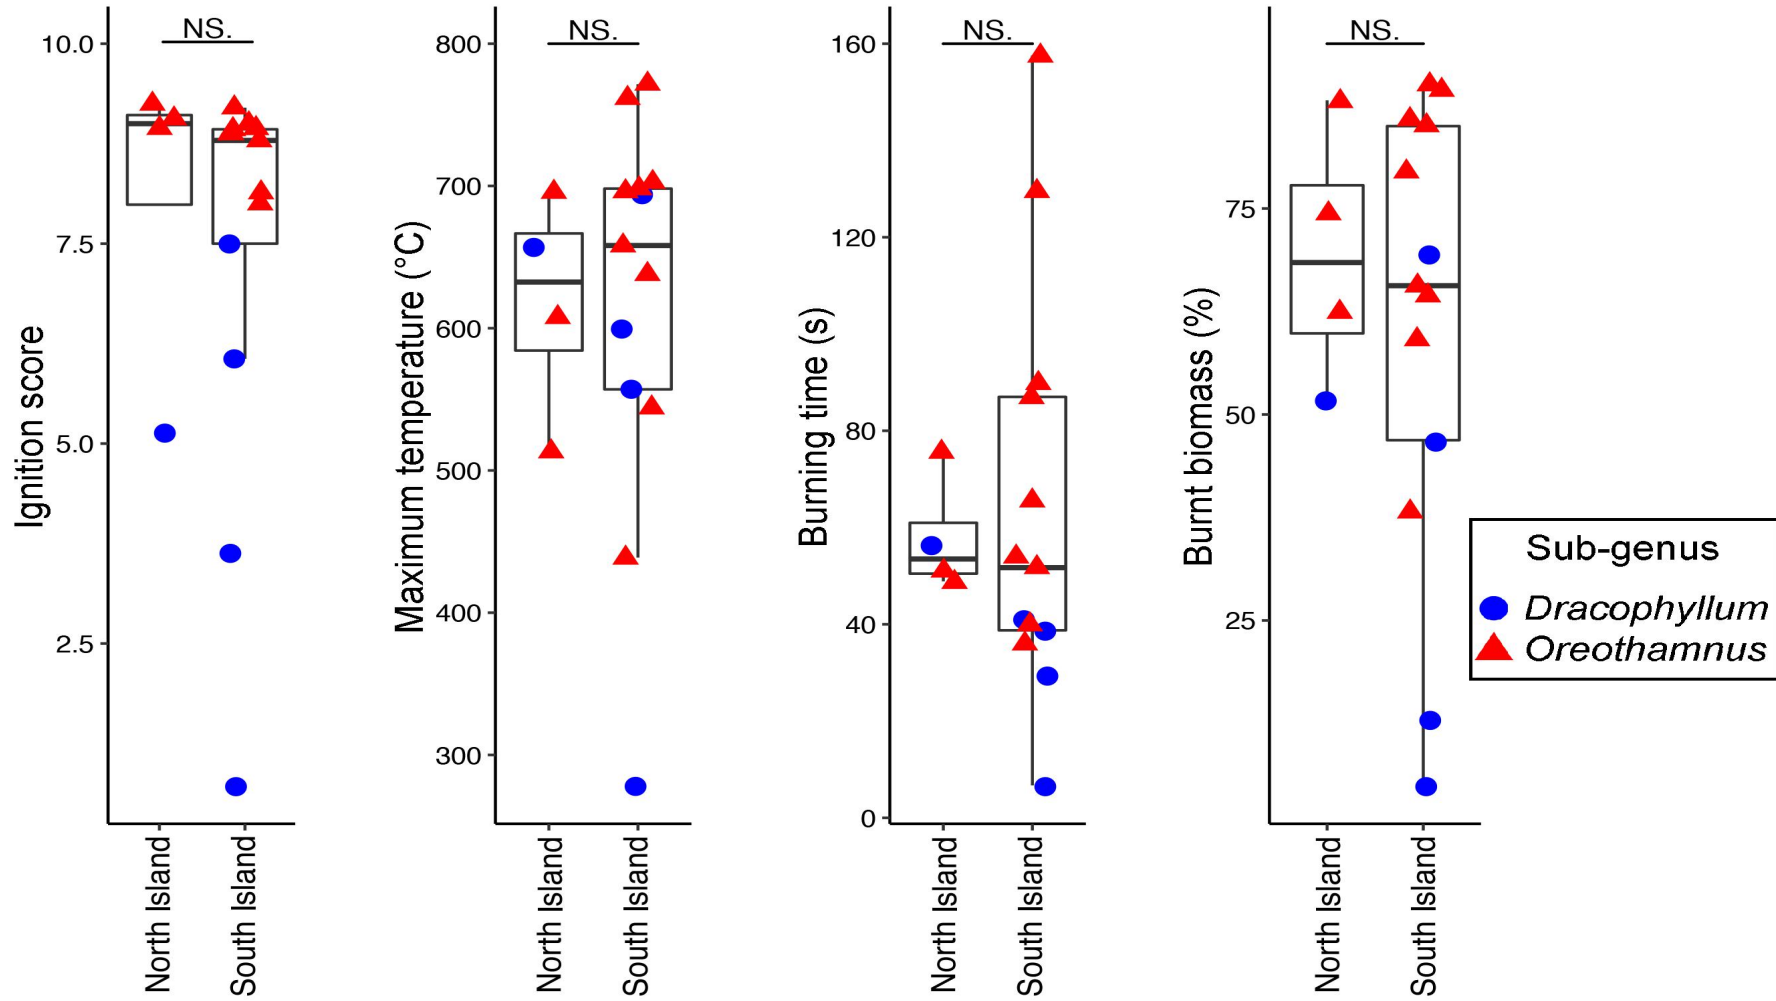 Ignition score
10.0
7.5
5.0
2.5
NS.
North Island
South Island
Maximum temperature (°C)
800
700
600
500
400
300
NS.
North Island
South Island
Burning time (s)
160
120
80
40
0
NS.
North Island
South Island
Burnt biomass (%)
75
50
25
NS.
North Island
South Island
Sub-genus
Dracophyllum
Oreothamnus